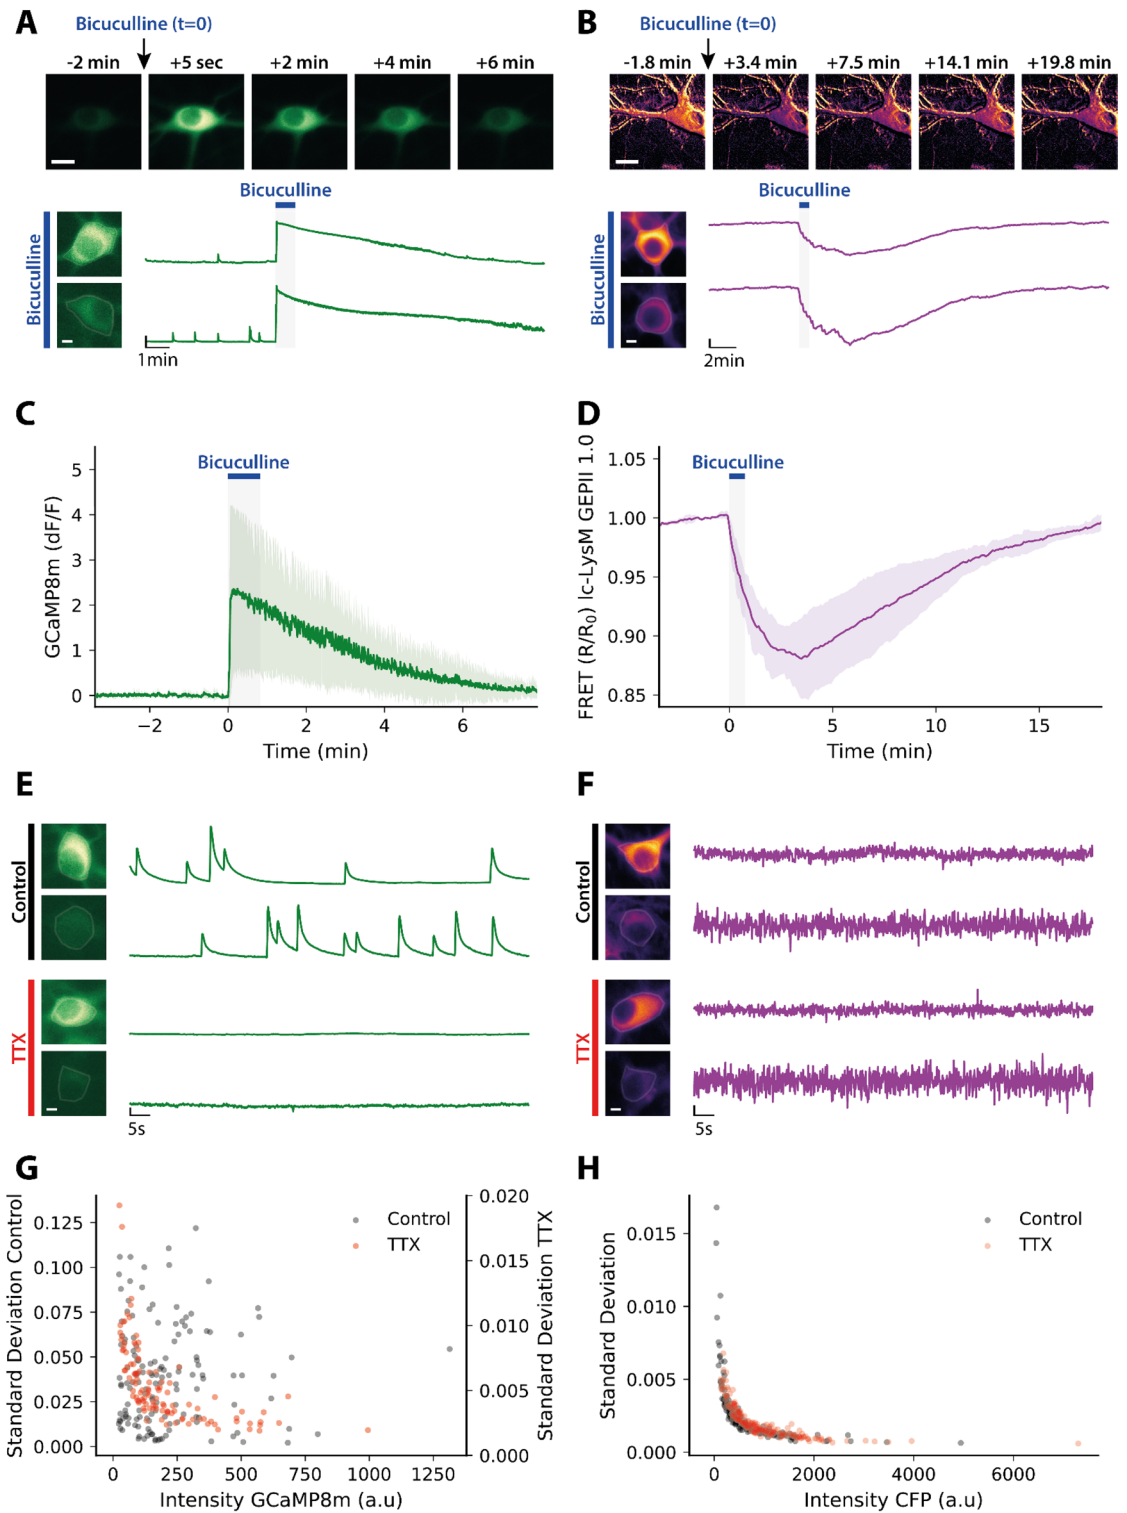 A
Bicuculline (t=0)
-2 min
+5 sec
+2 min
+4 min
+6 min
Bicuculline
Bicuculline
1min
B
Bicuculline (t=0)
-1.8 min
+3.4 min
+7.5 min
+14.1 min
+19.8 min
Bicuculline
Bicuculline
2min
C
Bicuculline
GCaMP8m (dF/F)
5
4
3
2
1
0
−2
0
2
4
6
Time (min)
D
Bicuculline
FRET (R/R0) lc-LysM GEPII 1.0
1.05
1.00
0.95
0.90
0.85
0
5
10
15
Time (min)
E
Control
TTX
5s
F
Control
TTX
5s
G
Standard Deviation Control
0.125
0.100
0.075
0.050
0.025
0.000
Control
TTX
0.020
0.015
0.010
0.005
0.000
Standard Deviation TTX
0
250
500
750
1000
1250
Intensity GCaMP8m (a.u)
H
Standard Deviation
0.015
0.010
0.005
0.000
Control
TTX
0
2000
4000
6000
Intensity CFP (a.u)